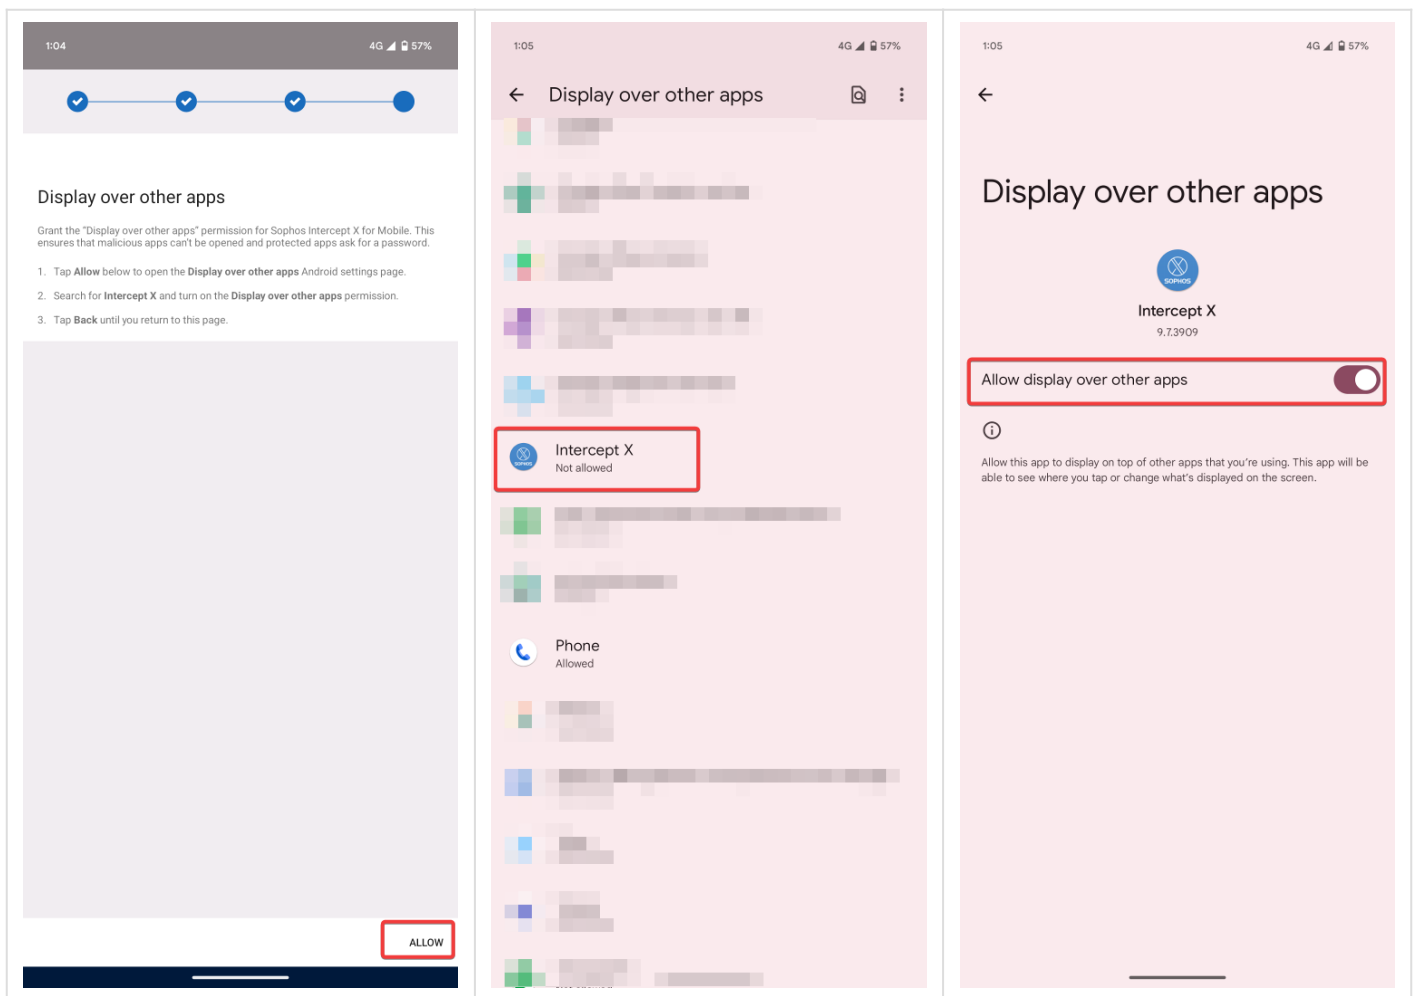 1:04
4G 57%
Display over other apps
Grant the "Display over other apps" permission for Sophos Intercept X for Mobile. This
ensures that malicious apps can't be opened and protected apps ask for a password.
1. Tap Allow below to open the Display over other apps Android settings page.
2. Search for Intercept X and turn on the Display over other apps permission.
3. Tap Back until you return to this page.
ALLOW
1:05
4G 57%
Display over other apps
SOPHOS
Intercept X
Not allowed
Phone
Allowed
1:05
4G 57%
Display over other apps
SOPHOS
Intercept X
9.7.3909
Allow display over other apps
Allow this app to display on top of other apps that you're using. This app will be
able to see where you tap or change what's displayed on the screen.